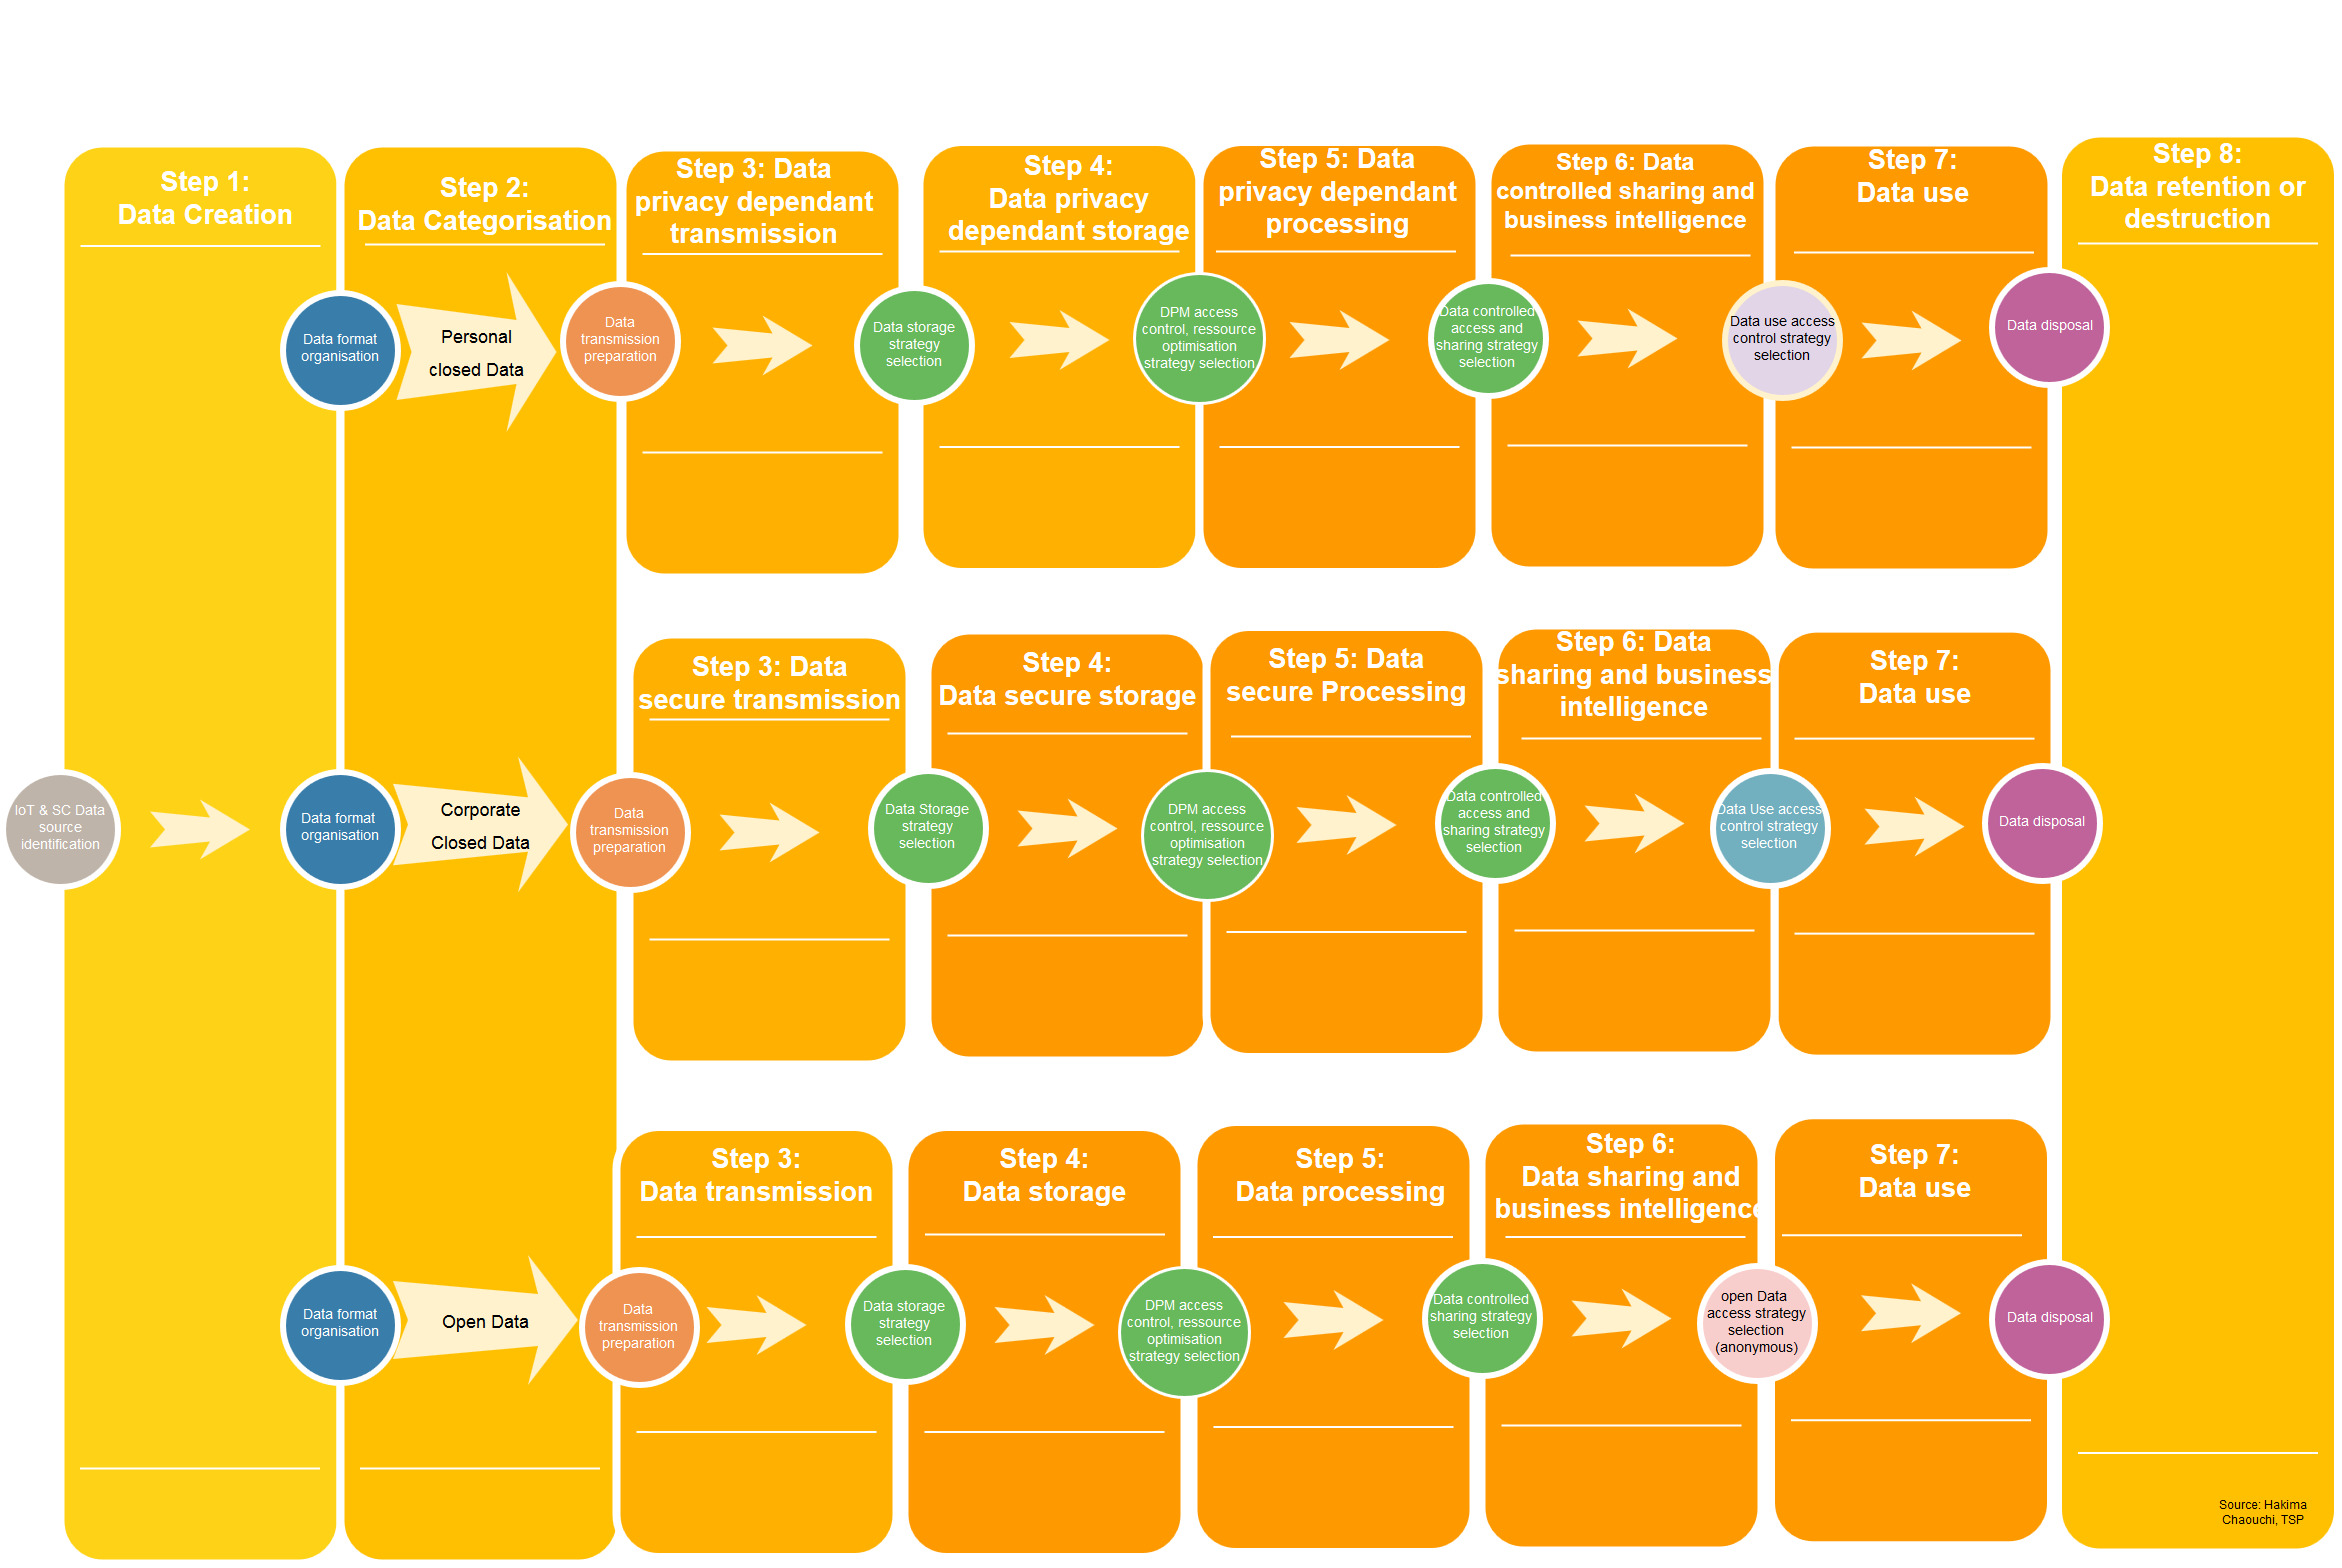 Step 1:
Data Creation
Step 2:
Data Categorisation
Step 3: Data
privacy dependant
transmission
Step 4:
Data privacy
dependant storage
Step 5: Data
privacy dependant
processing
Step 6: Data
controlled sharing and
business intelligence
Step 7:
Data use
Step 8:
Data retention or
destruction
Data format
organisation
Personal
closed Data
Data
transmission
preparation
Data storage
strategy
selection
DPM access
control, ressource
optimisation
strategy selection
Data controlled
access and
sharing strategy
selection
Data use access
control strategy
selection
Data disposal
Step 3: Data
secure transmission
Step 4:
Data secure storage
Step 5: Data
secure Processing
Step 6: Data
sharing and business
intelligence
Step 7:
Data use
IoT & SC Data
source
identification
Data format
organisation
Corporate
Closed Data
Data
transmission
preparation
Data Storage
strategy
selection
DPM access
control, ressource
optimisation
strategy selection
Data controlled
access and
sharing strategy
selection
Data Use access
control strategy
selection
Data disposal
Step 3:
Data transmission
Step 4:
Data storage
Step 5:
Data processing
Step 6:
Data sharing and
business intelligence
Step 7:
Data use
Data format
organisation
Open Data
Data
transmission
preparation
Data storage
strategy
selection
DPM access
control, ressource
optimisation
strategy selection
Data controlled
sharing strategy
selection
open Data
access strategy
selection
(anonymous)
Data disposal
Source: Hakima
Chaouchi, TSP